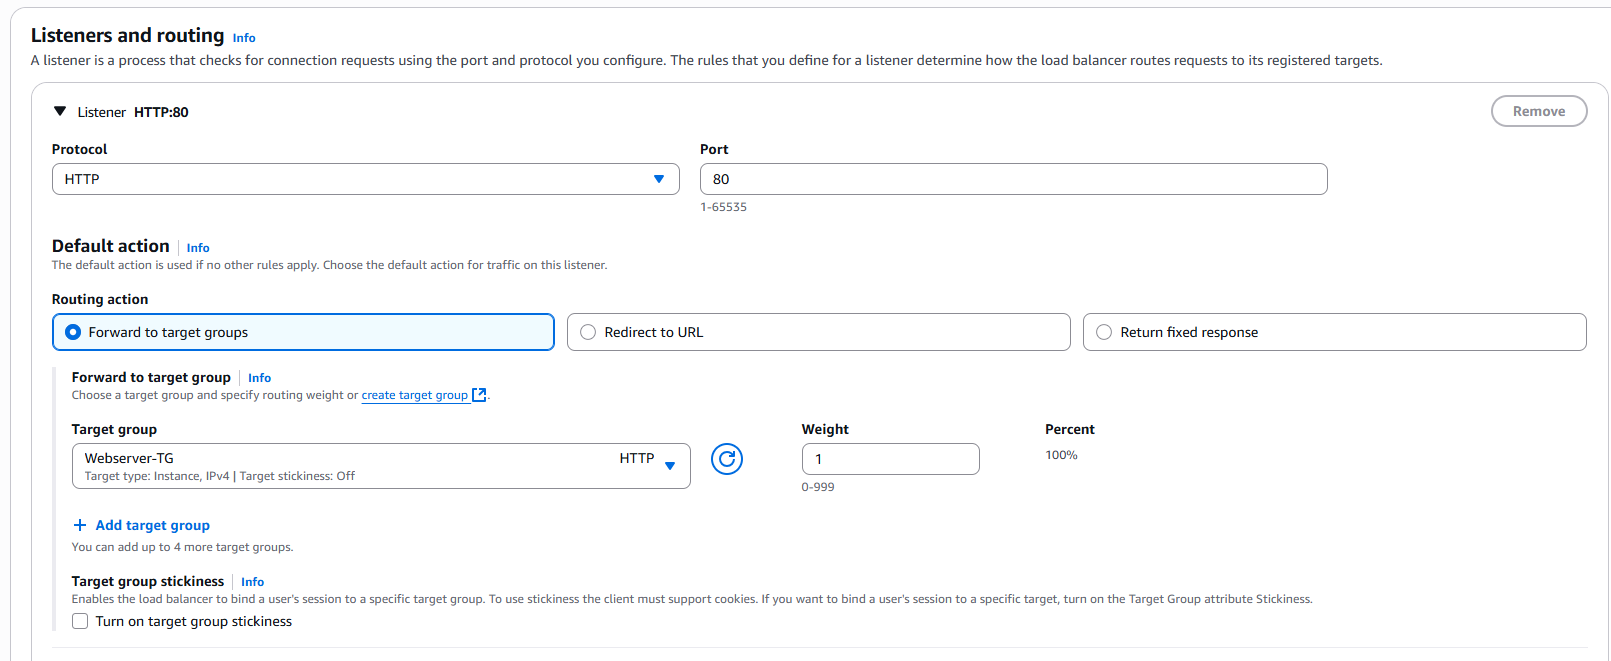 Listeners and routing Info
A listener is a process that checks for connection requests using the port and protocol you configure. The rules that you define for a listener determine how the load balancer routes requests to its registered targets.
Listener HTTP:80
Remove
Protocol
HTTP
Port
80
1-65535
Default action Info
The default action is used if no other rules apply. Choose the default action for traffic on this listener.
Routing action
Forward to target groups
Redirect to URL
Return fixed response
Forward to target group Info
Choose a target group and specify routing weight or create target group.
Target group
Webserver-TG HTTP
Target type: Instance, IPv4 | Target stickiness: Off
Weight
1
0-999
Percent
100%
Add target group
You can add up to 4 more target groups.
Target group stickiness Info
Enables the load balancer to bind a user's session to a specific target group. To use stickiness the client must support cookies. If you want to bind a user's session to a specific target, turn on the Target Group attribute Stickiness.
Turn on target group stickiness